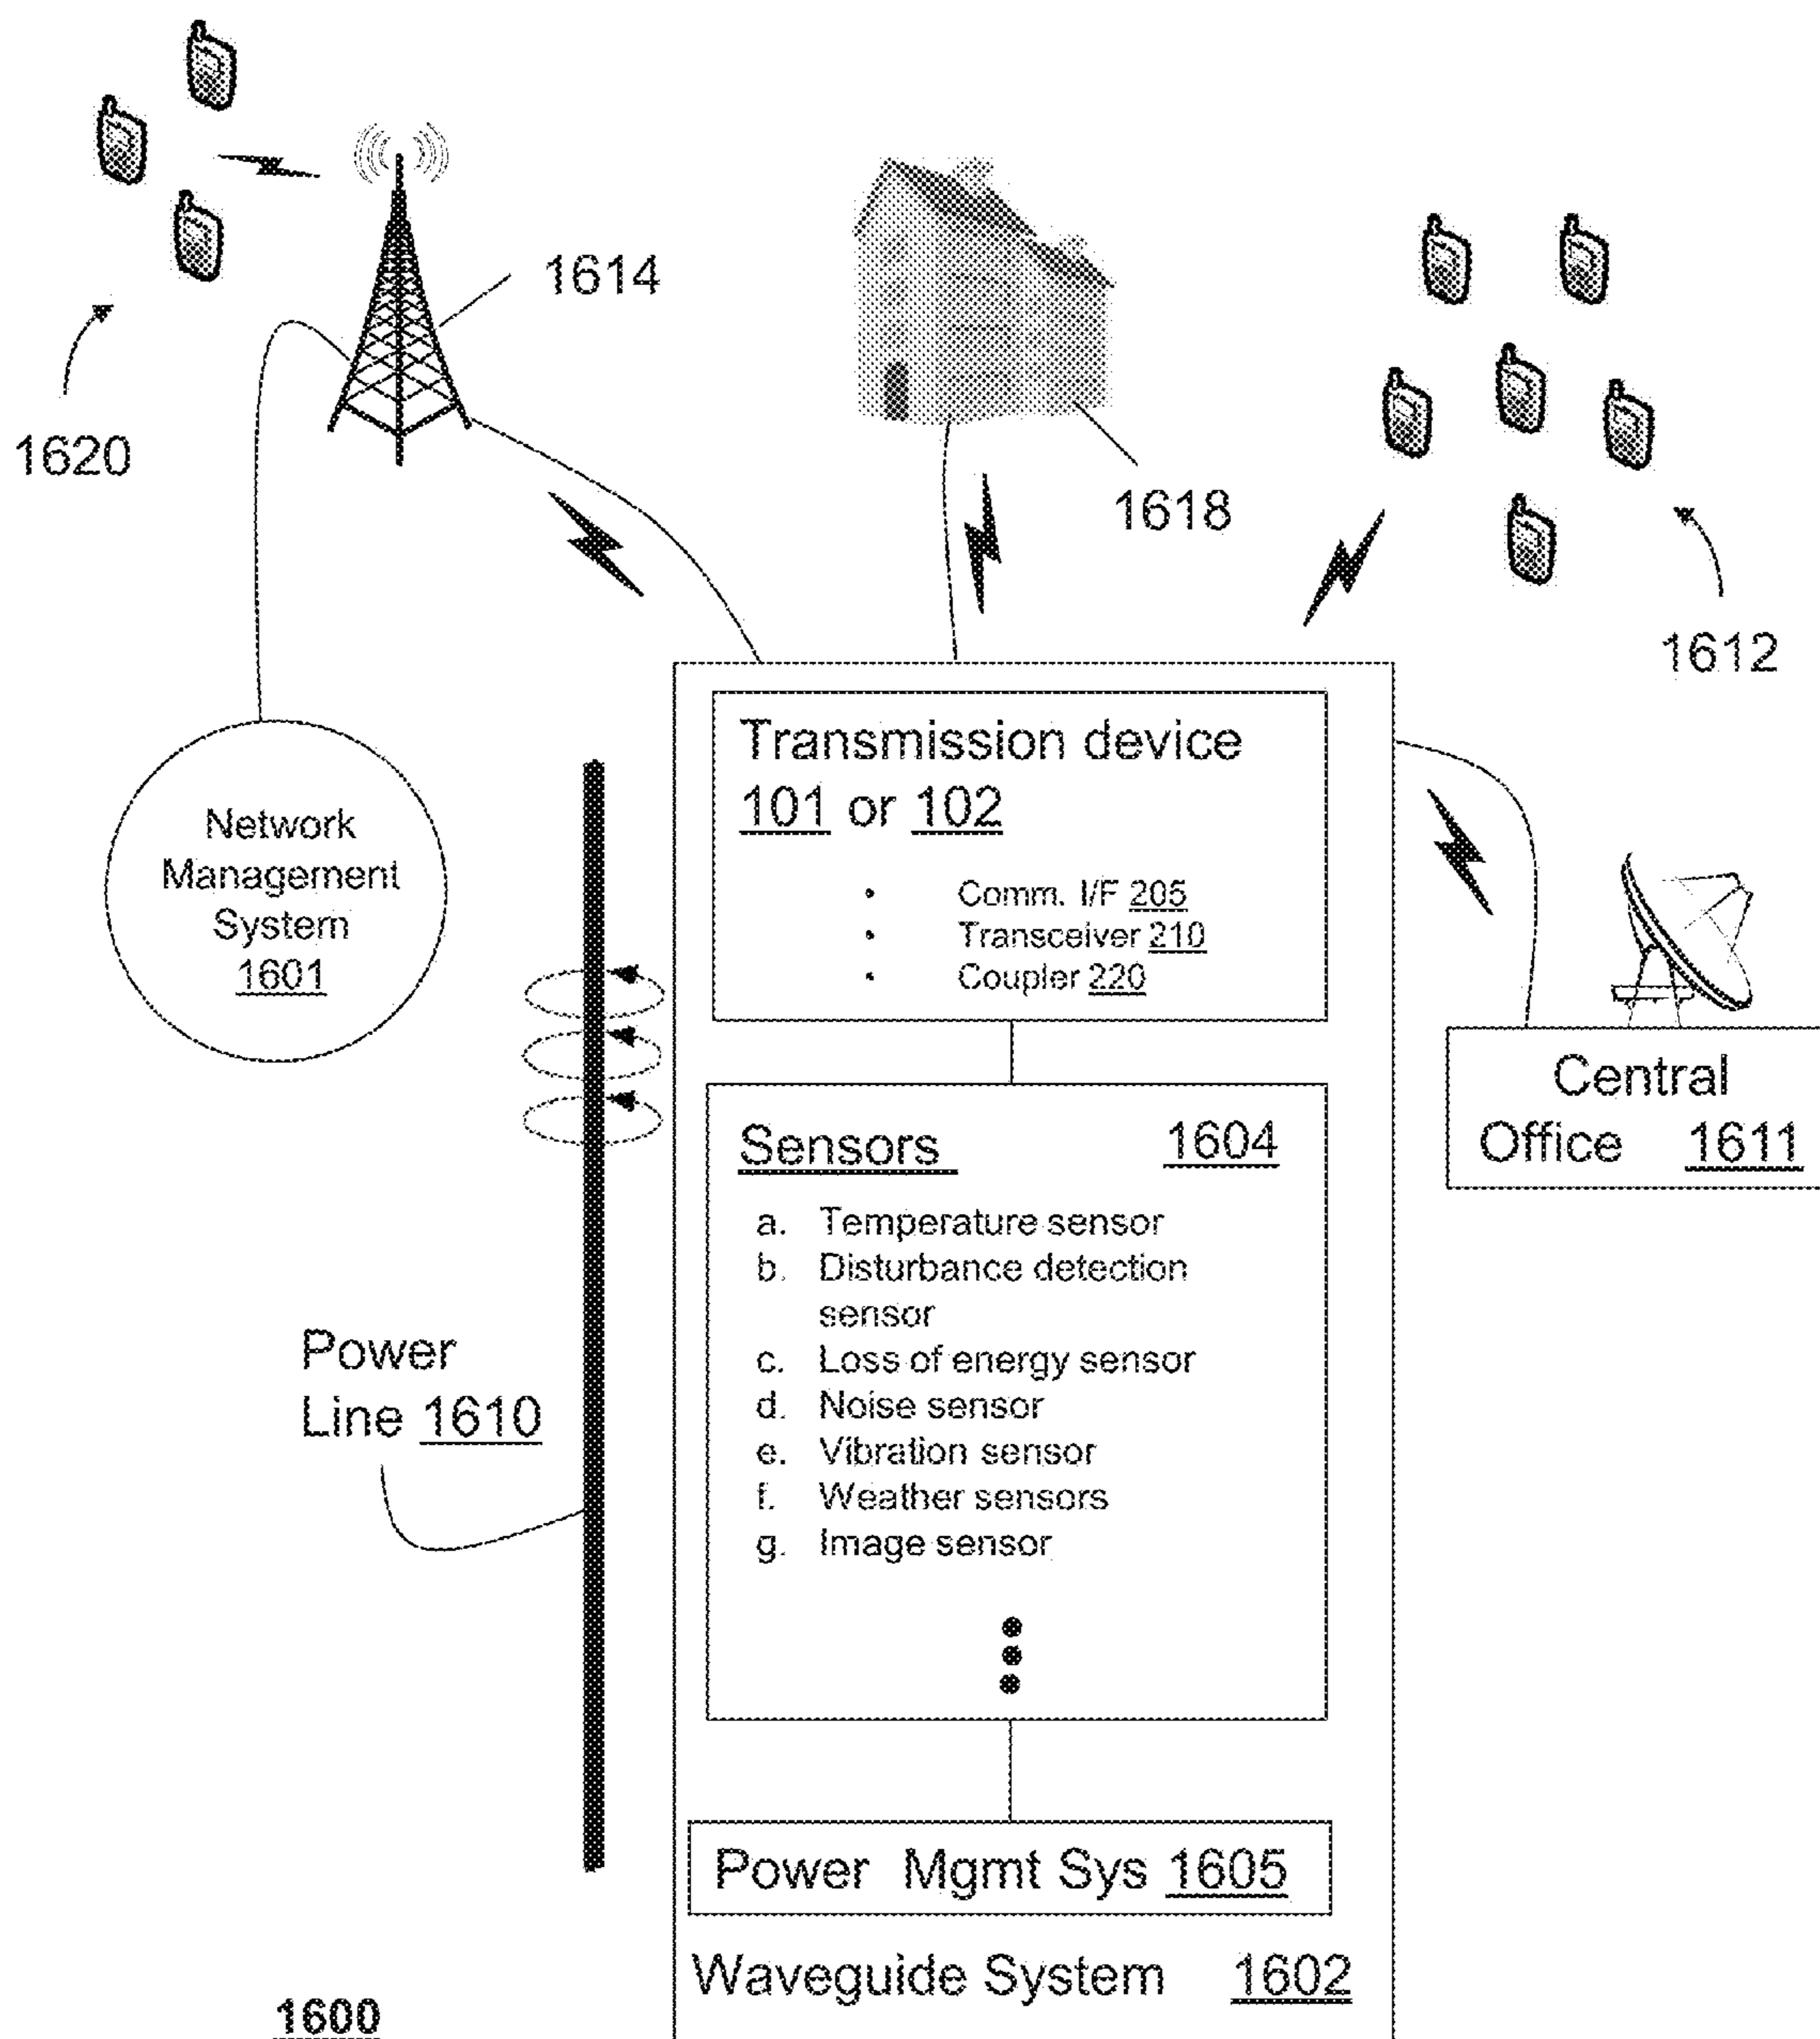 1614
1620
1618
1612
Transmission device
101 or 102
• Comm. I/F 205
• Transceiver 210
• Coupler 220
Network
Management
System
1601
Central
Office 1611
Sensors 1604
a. Temperature sensor
b. Disturbance detection
sensor
c. Loss of energy sensor
d. Noise sensor
e. Vibration sensor
f. Weather sensors
g. Image sensor
Power
Line 1610
Power Mgmt Sys 1605
Waveguide System 1602
1600